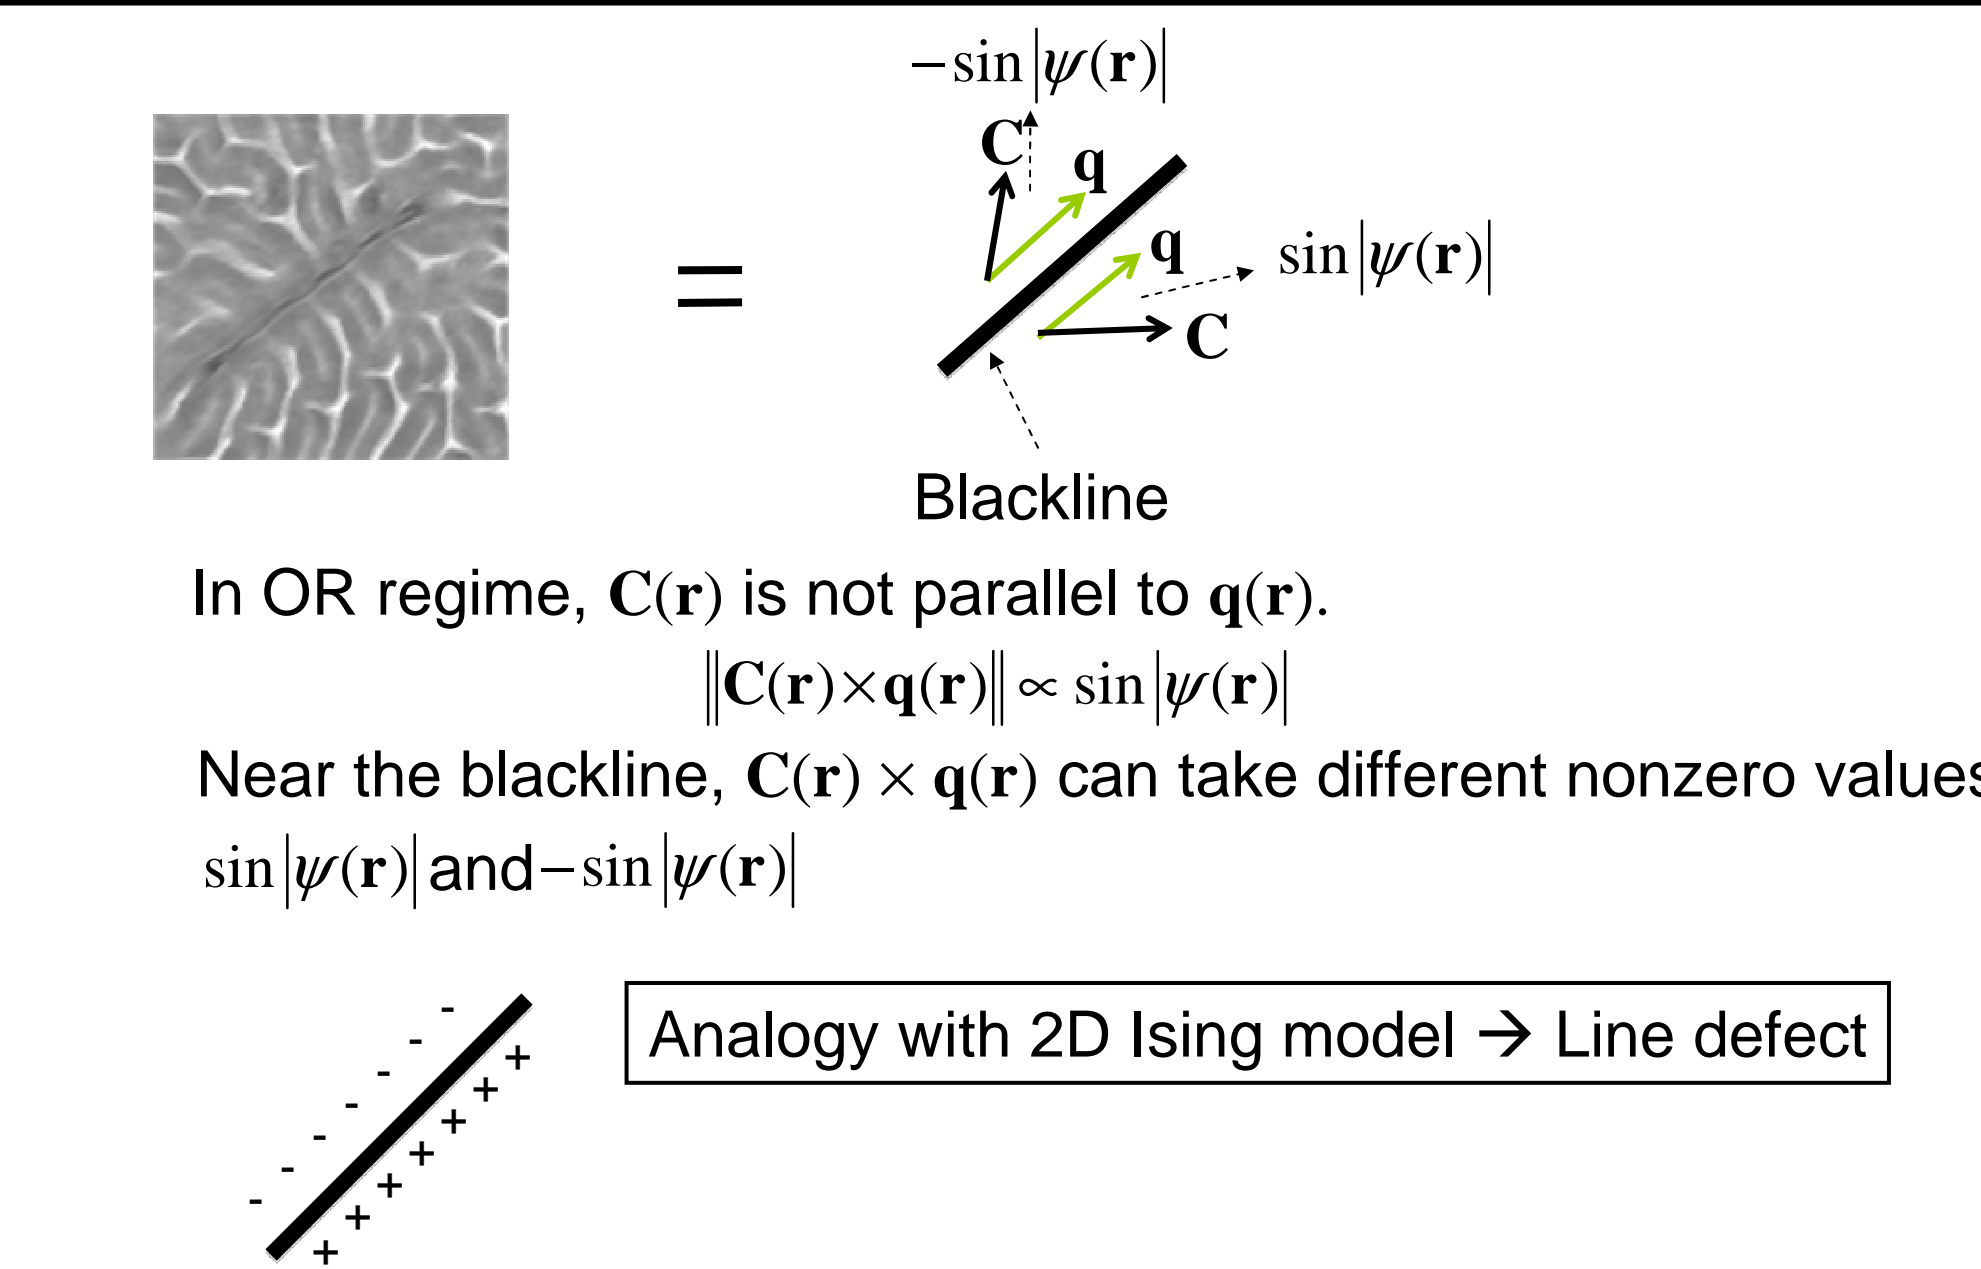 −sin|ψ(r)|
C
q
q
sin|ψ(r)|
=
C
Blackline
In OR regime, C(r) is not parallel to q(r).
‖C(r)×q(r)‖ ∝ sin|ψ(r)|
Near the blackline, C(r) × q(r) can take different nonzero values
sin|ψ(r)| and −sin|ψ(r)|
- - - - - - -
+ + + + + + +
Analogy with 2D Ising model → Line defect